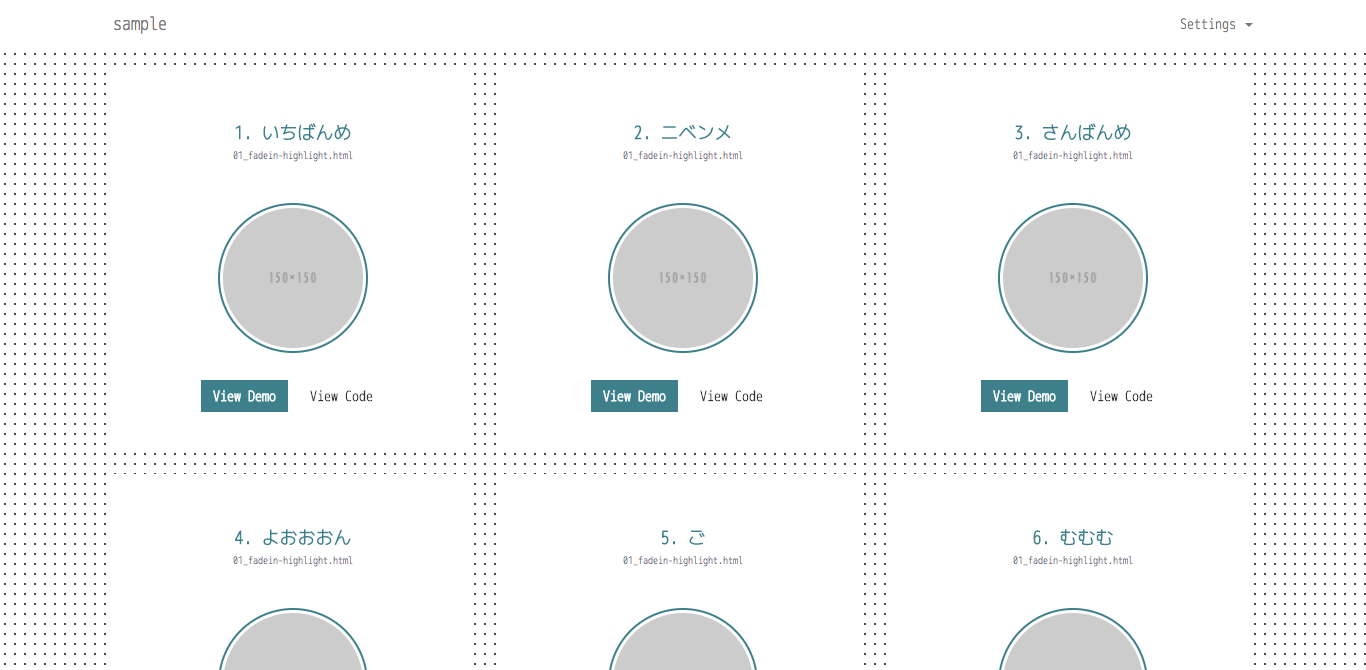 sample
Settings
1. いちばんめ
01_fadein-highlight.html
150×150
View Demo
View Code
2. ニベンメ
01_fadein-highlight.html
150×150
View Demo
View Code
3. さんばんめ
01_fadein-highlight.html
150×150
View Demo
View Code
4. よおおおん
01_fadein-highlight.html
5. ご
01_fadein-highlight.html
6. むむむ
01_fadein-highlight.html